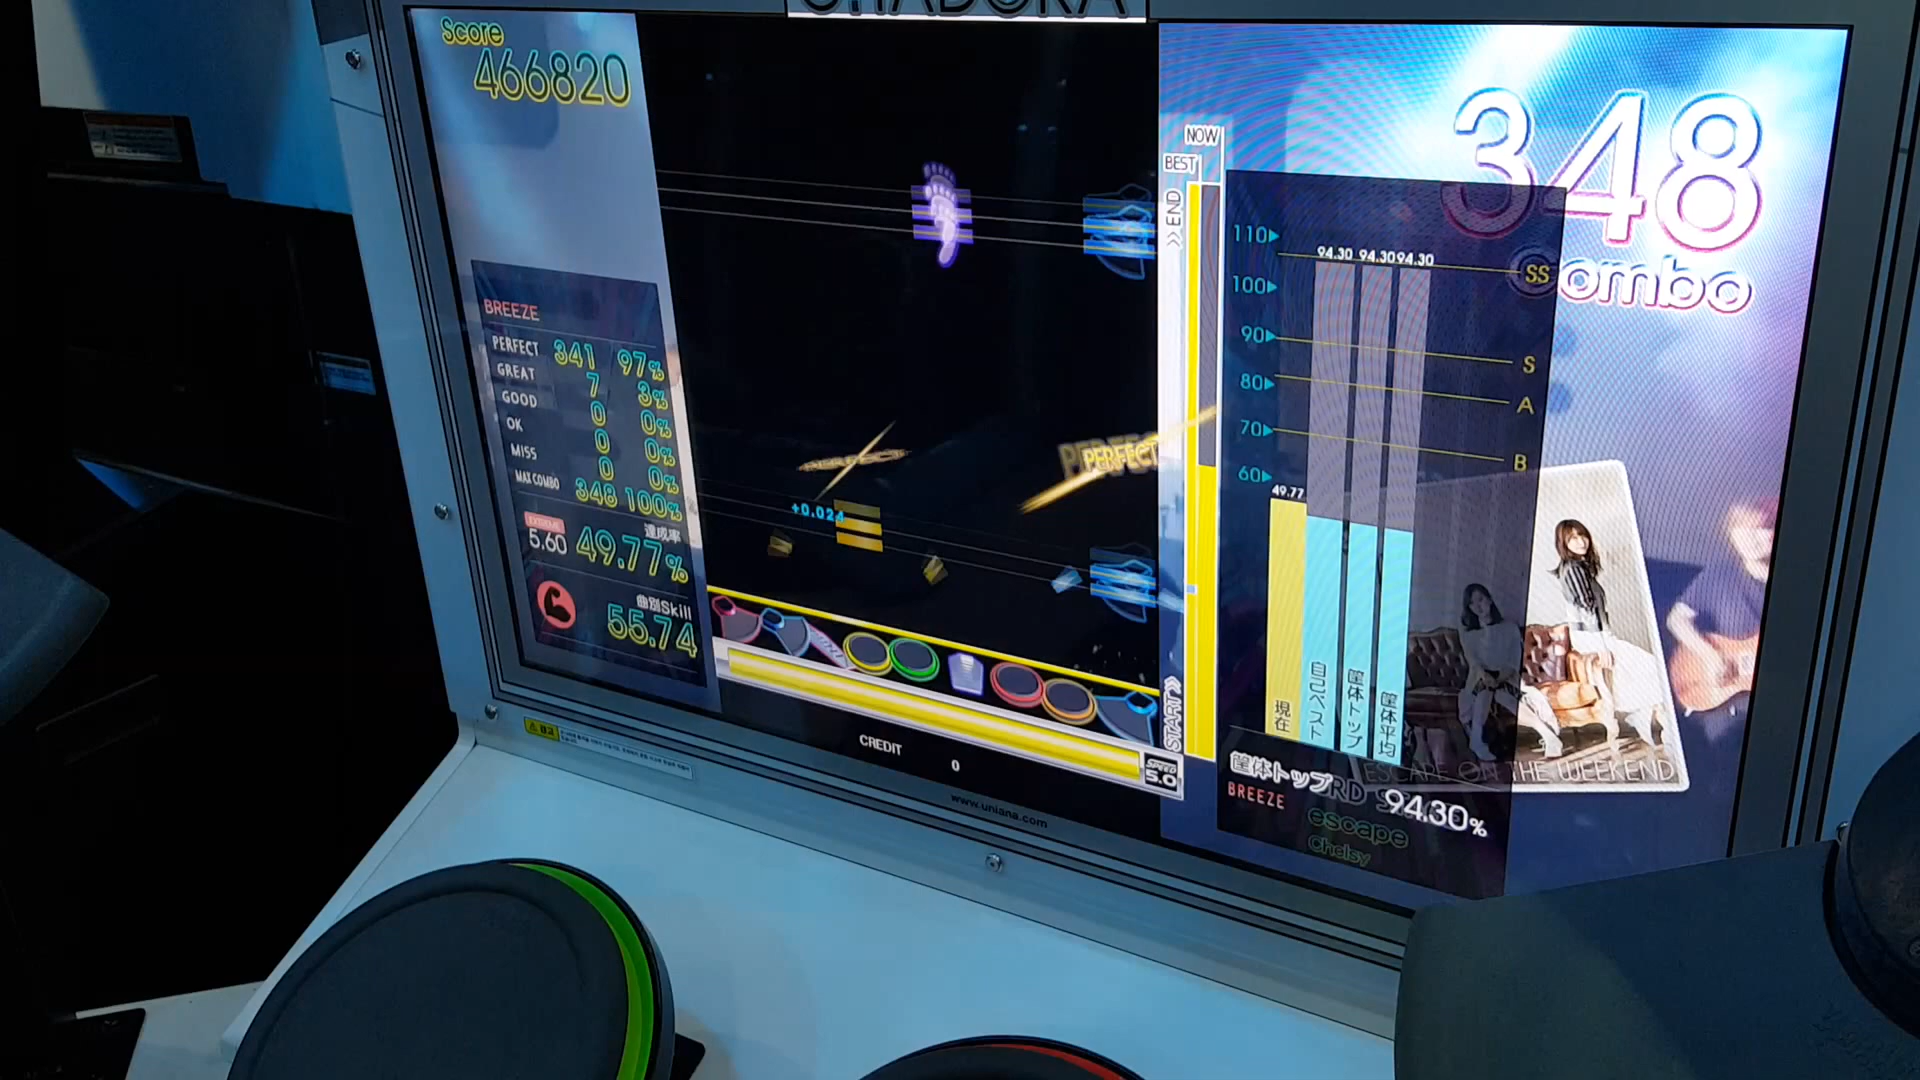 Score
466820
BREEZE
PERFECT 341 97%
GREAT 7 3%
GOOD 0 0%
OK 0 0%
MISS 0 0%
MAX COMBO 348 100%
EXTREME
5.60
達成率
49.77%
曲別Skill
55.74
+0.024
PERFECT
PERFECT
CREDIT
0
www.uniana.com
SPEED
5.0
NOW
BEST
>> END
START >>
348
combo
110
100
90
80
70
60
SS
S
A
B
94.30
94.30
94.30
49.77
現在
自己ベスト
筐体トップ
筐体平均
筐体トップ
BREEZE
94.30%
ESCAPE ON THE WEEKEND
escape
Chelsy